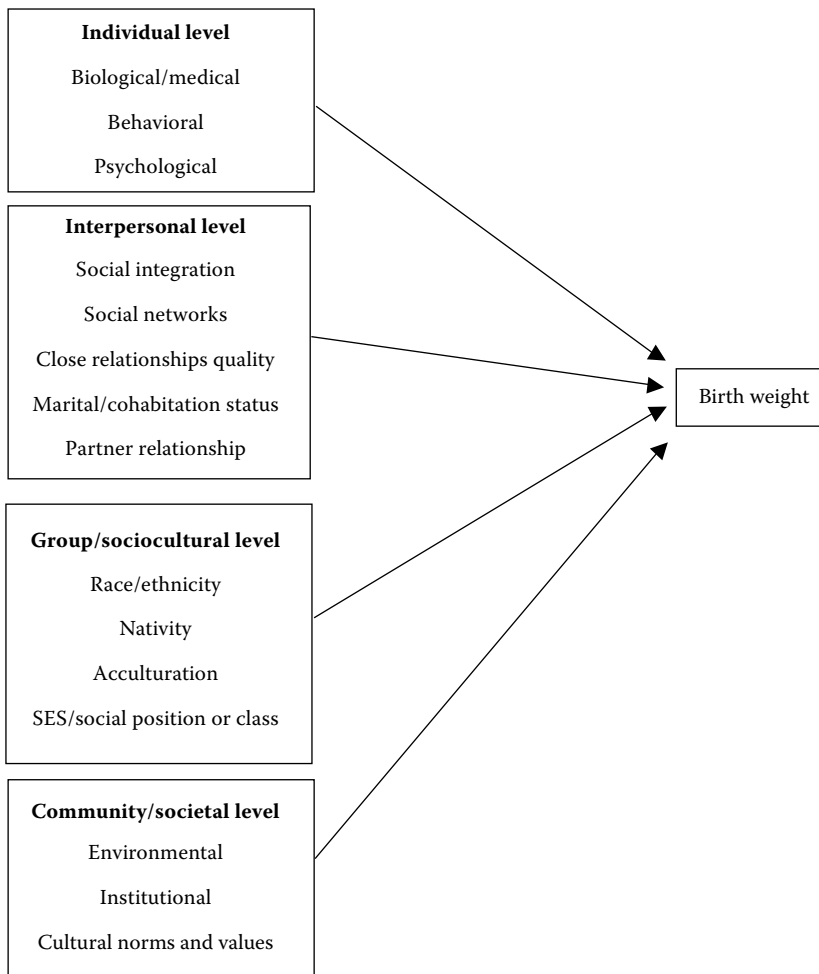 Individual level
Biological/medical
Behavioral
Psychological
Interpersonal level
Social integration
Social networks
Close relationships quality
Marital/cohabitation status
Partner relationship
Group/sociocultural level
Race/ethnicity
Nativity
Acculturation
SES/social position or class
Community/societal level
Environmental
Institutional
Cultural norms and values
Birth weight